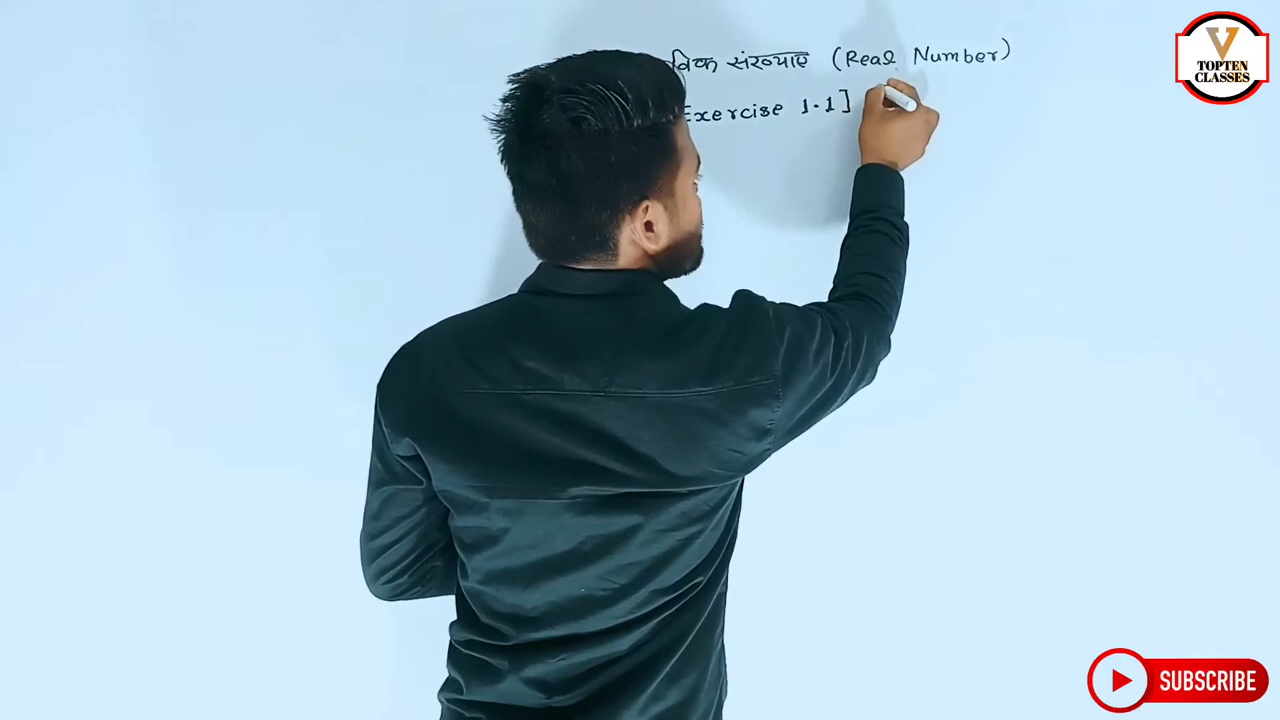 संख्याए (Real Number)
Exercise 1.1]
V
TOPTEN
CLASSES
SUBSCRIBE